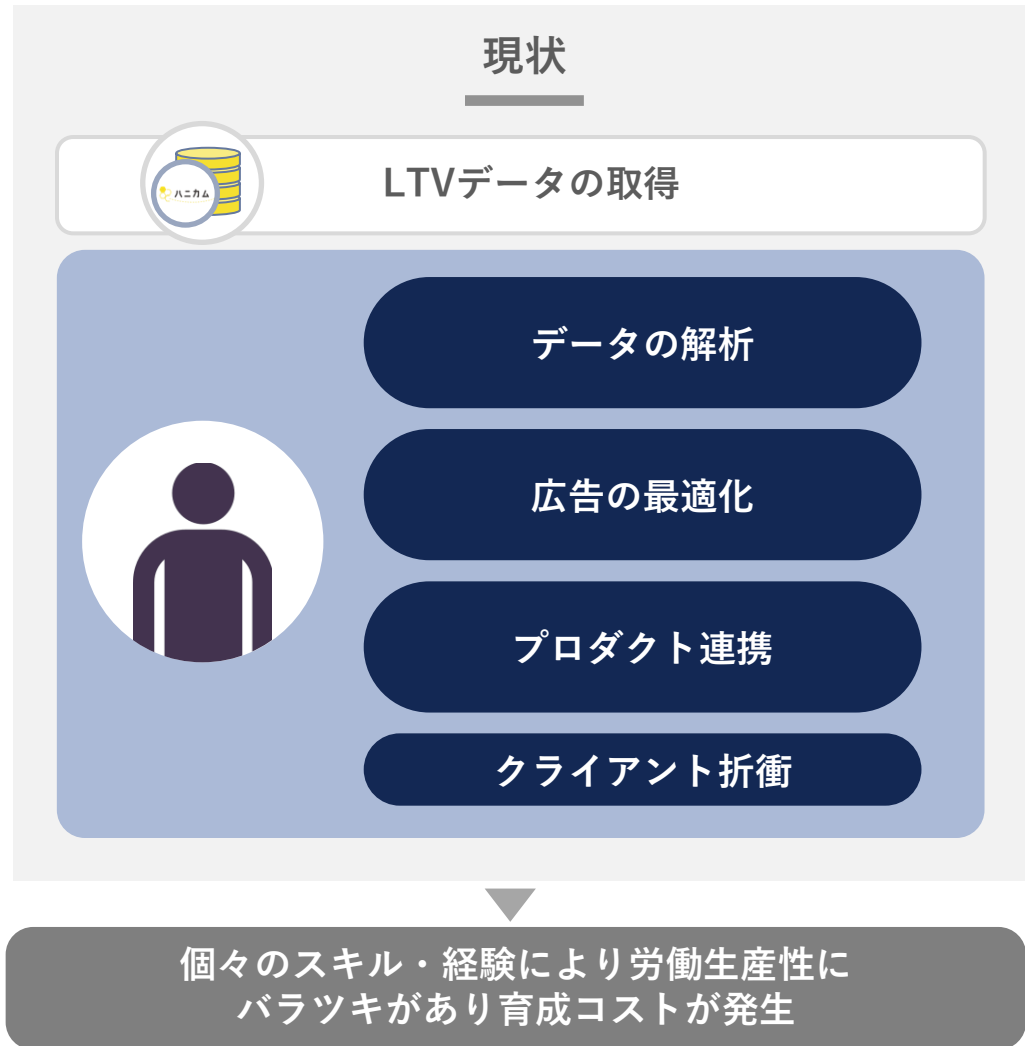 現状
ハニカム
LTVデータの取得
データの解析
広告の最適化
プロダクト連携
クライアント折衝
個々のスキル・経験により労働生産性に
バラツキがあり育成コストが発生